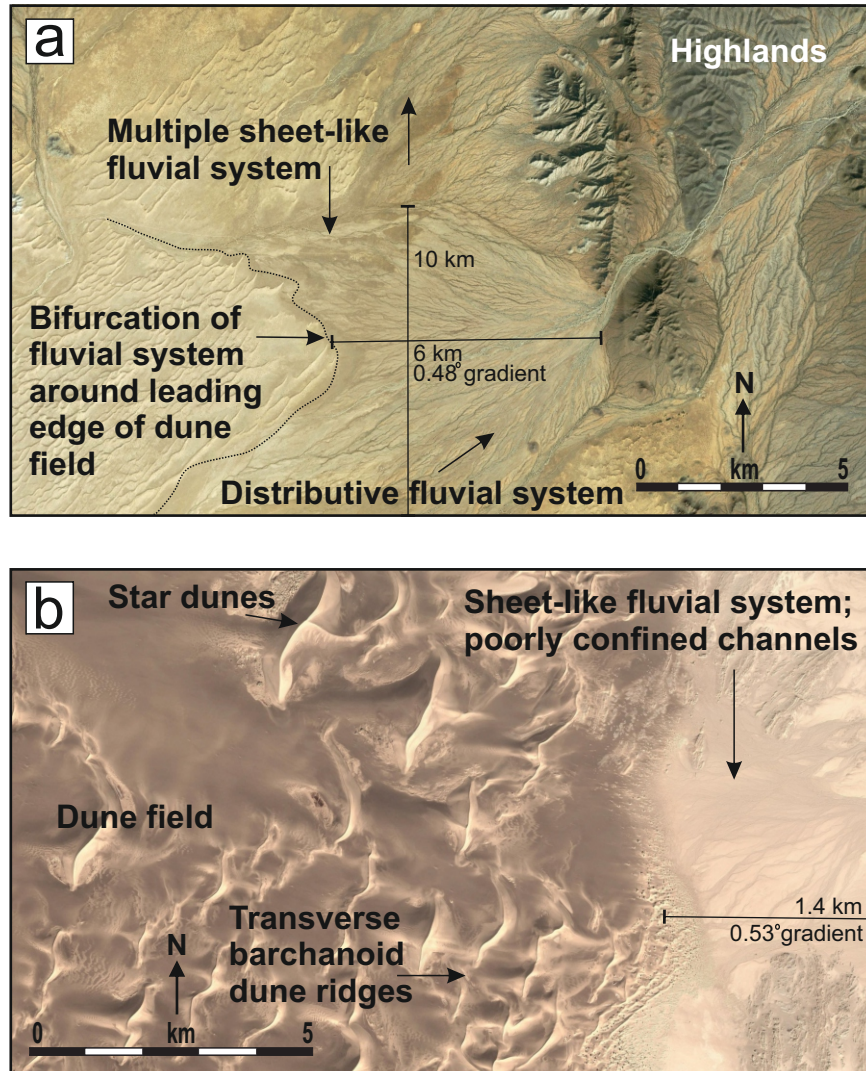 a
Highlands
Multiple sheet-like
fluvial system
10 km
Bifurcation of
fluvial system
around leading
edge of dune
field
6 km
0.48° gradient
Distributive fluvial system
N
0 km 5
b
Star dunes
Sheet-like fluvial system;
poorly confined channels
Dune field
Transverse
barchanoid
dune ridges
1.4 km
0.53° gradient
N
0 km 5